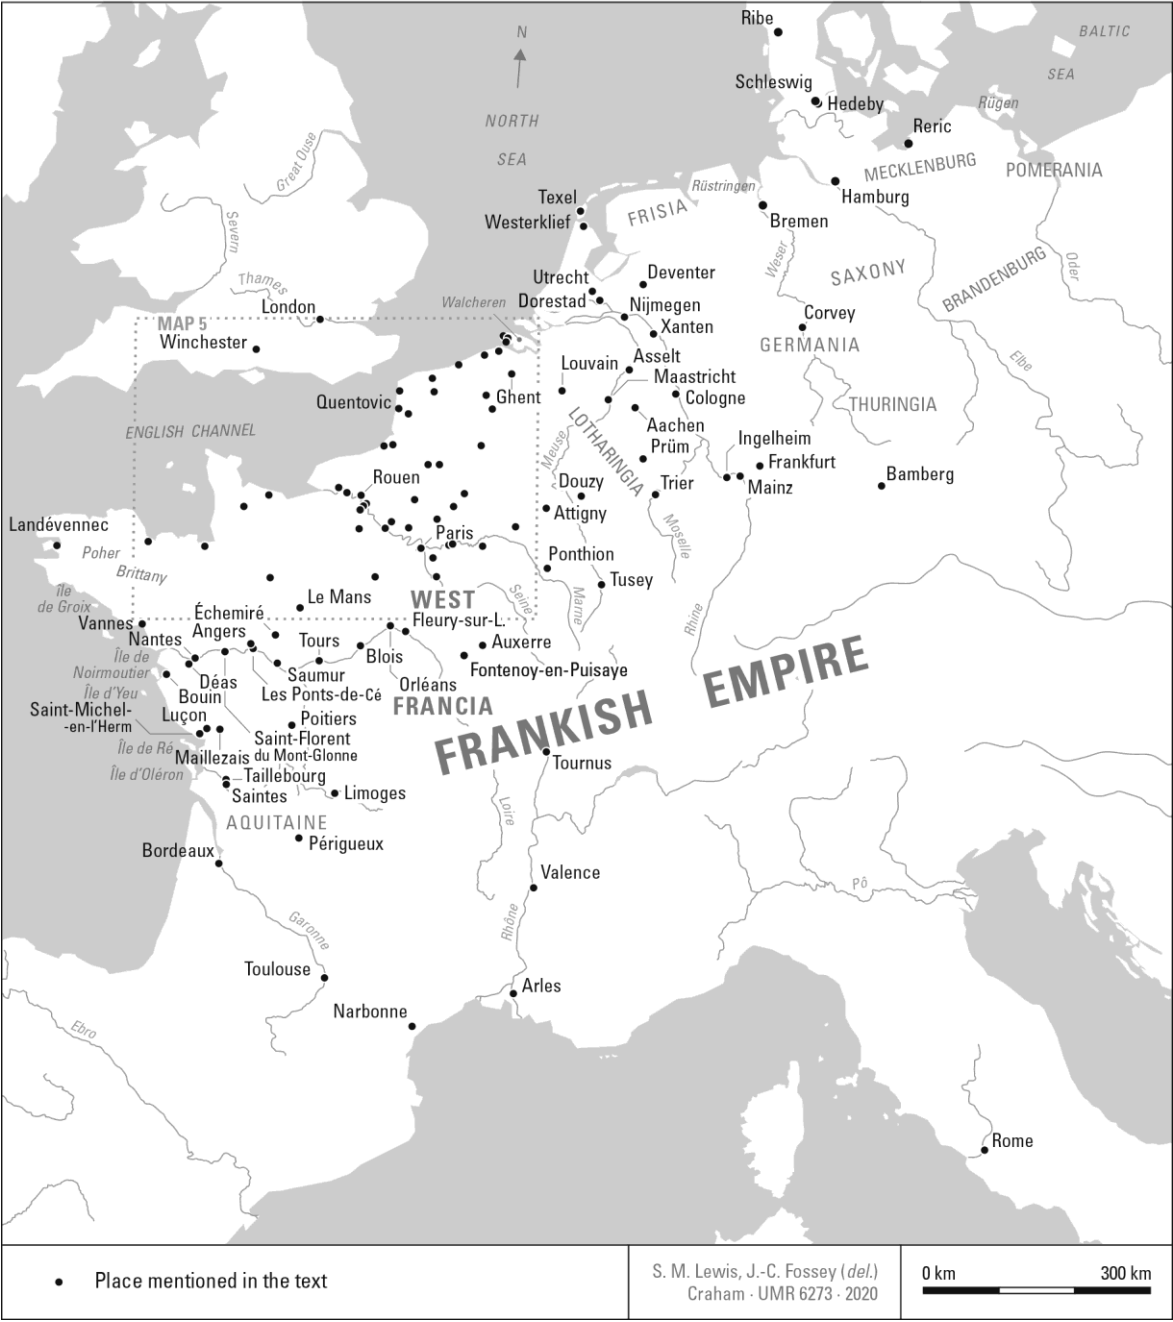 Ribe
N
BALTIC
SEA
Schleswig
Hedeby
Rügen
NORTH
SEA
Reric
Great Ouse
MECKLENBURG
POMERANIA
Rüstringen
Texel
Hamburg
Westerklief
FRISIA
Bremen
Severn
Weser
Oder
SAXONY
BRANDENBURG
Utrecht
Deventer
Thames
Dorestad
Nijmegen
London
Walcheren
Corvey
MAP 5
Xanten
Winchester
GERMANIA
Louvain
Asselt
Elbe
Maastricht
Quentovic
Ghent
Cologne
THURINGIA
ENGLISH CHANNEL
LOTHARINGIA
Aachen
Meuse
Prüm
Ingelheim
Frankfurt
Rouen
Douzy
Trier
Mainz
Bamberg
Attigny
Landévennec
Paris
Moselle
Poher
Ponthion
Brittany
Tusey
île
de Groix
Le Mans
WEST
Seine
Marne
Rhine
Échemiré
Vannes
Angers
Fleury-sur-L.
Nantes
Tours
Auxerre
Île de
Noirmoutier
Blois
Fontenoy-en-Puisaye
Saumur
Déas
Orléans
Île d'Yeu
Bouin
Les Ponts-de-Cé
FRANCIA
FRANKISH EMPIRE
Saint-Michel-
-en-l'Herm
Luçon
Poitiers
Saint-Florent
du Mont-Glonne
Île de Ré
Maillezais
Tournus
Île d'Oléron
Taillebourg
Saintes
Limoges
AQUITAINE
Loire
Périgueux
Bordeaux
Valence
Pô
Garonne
Rhône
Toulouse
Arles
Narbonne
Ebro
Rome
Place mentioned in the text
S. M. Lewis, J.-C. Fossey (del.)
Craham · UMR 6273 · 2020
0 km 300 km